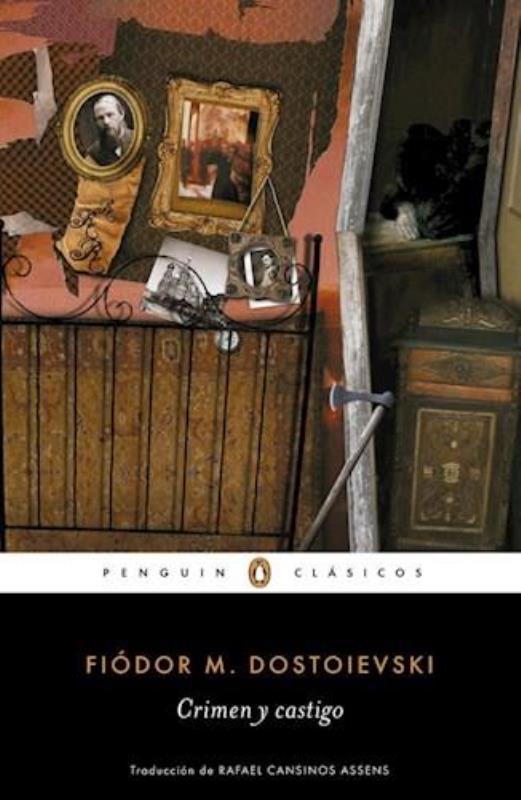 PENGUIN CLÁSICOS
FIÓDOR M. DOSTOIEVSKI
Crimen y castigo
Traducción de RAFAEL CANSINOS ASSENS